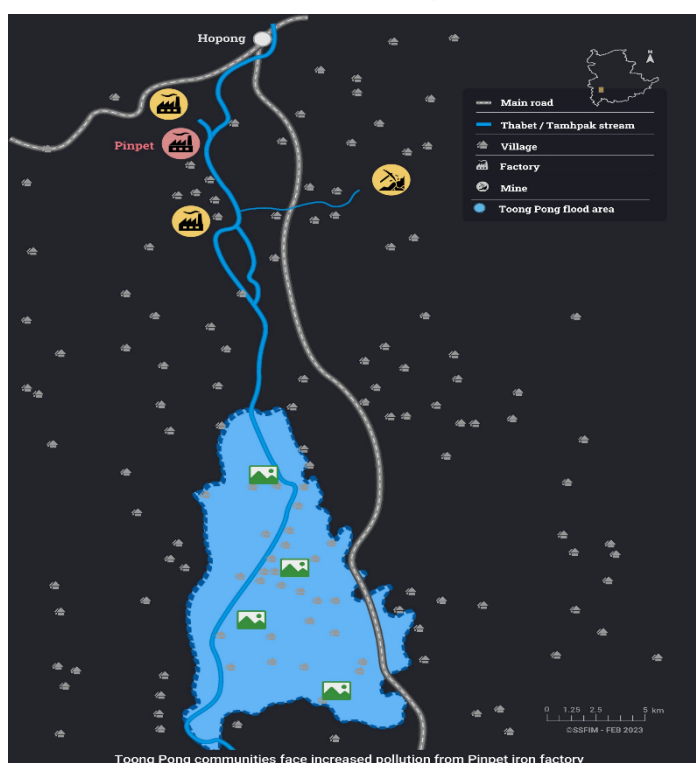 Hopong
N
Main road
Thabet / Tamhpak stream
Village
Factory
Mine
Toong Pong flood area
Pinpet
0 1.25 2.5 5 km
©SSFIM - FEB 2023
Toong Pong communities face increased pollution from Pinpet iron factory